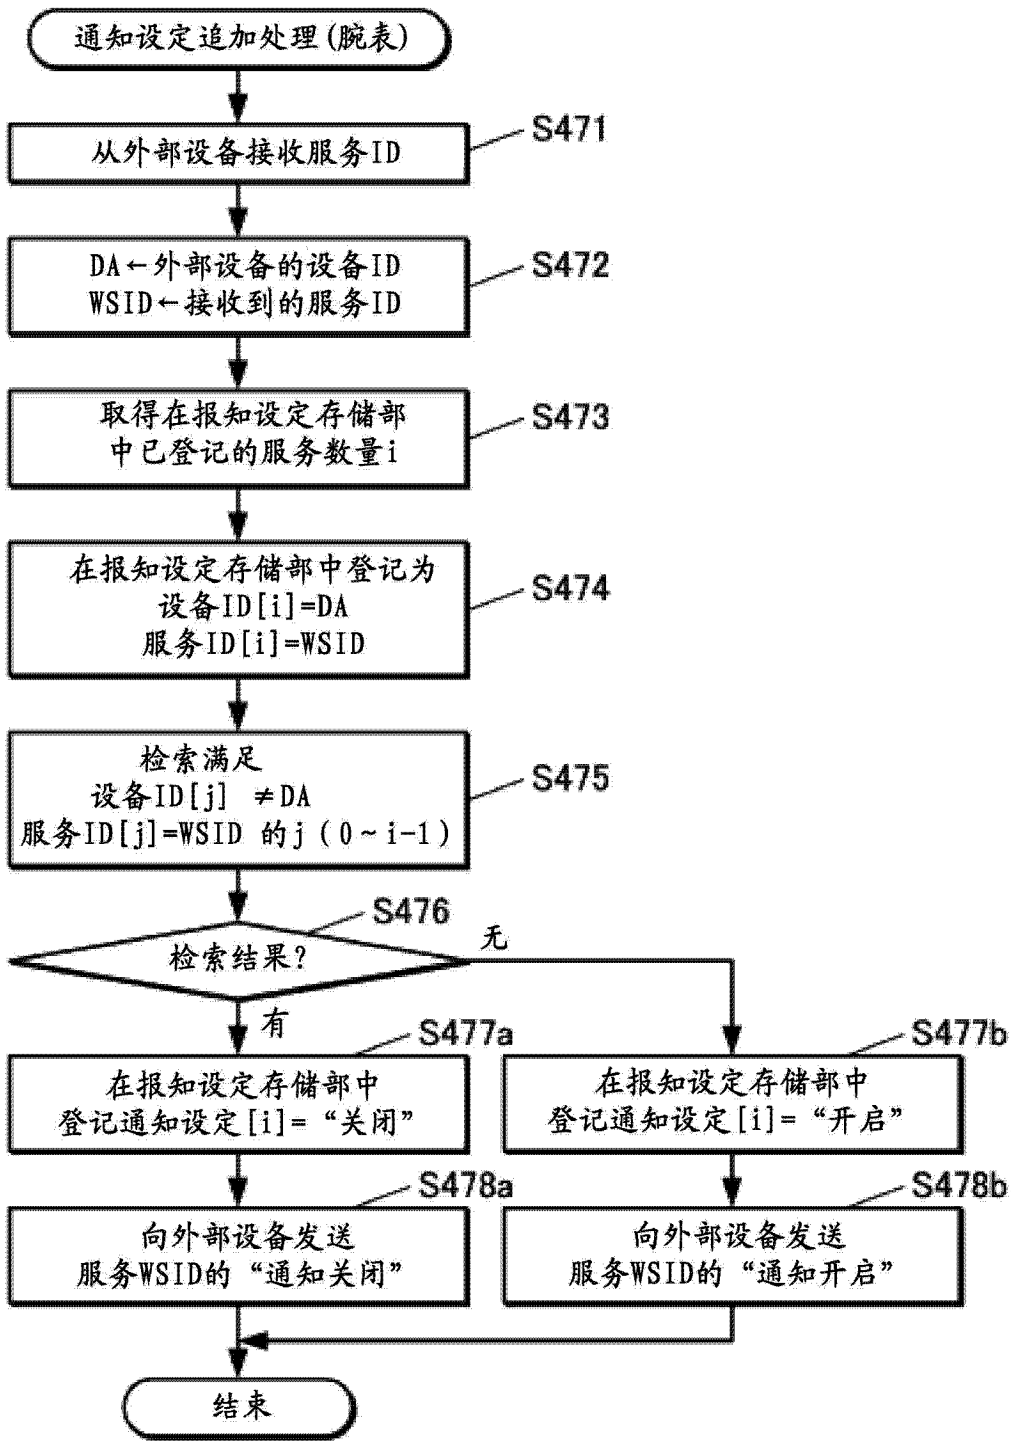 通知设定追加处理(腕表)
从外部设备接收服务ID
S471
DA←外部设备的设备ID
WSID←接收到的服务ID
S472
取得在报知设定存储部
中已登记的服务数量i
S473
在报知设定存储部中登记为
设备ID[i]=DA
服务ID[i]=WSID
S474
检索满足
设备ID[j] ≠DA
服务ID[j]=WSID 的j(0~i-1)
S475
检索结果?
S476
无
有
S477a
在报知设定存储部中
登记通知设定[i]=“关闭”
S477b
在报知设定存储部中
登记通知设定[i]=“开启”
S478a
向外部设备发送
服务WSID的“通知关闭”
S478b
向外部设备发送
服务WSID的“通知开启”
结束